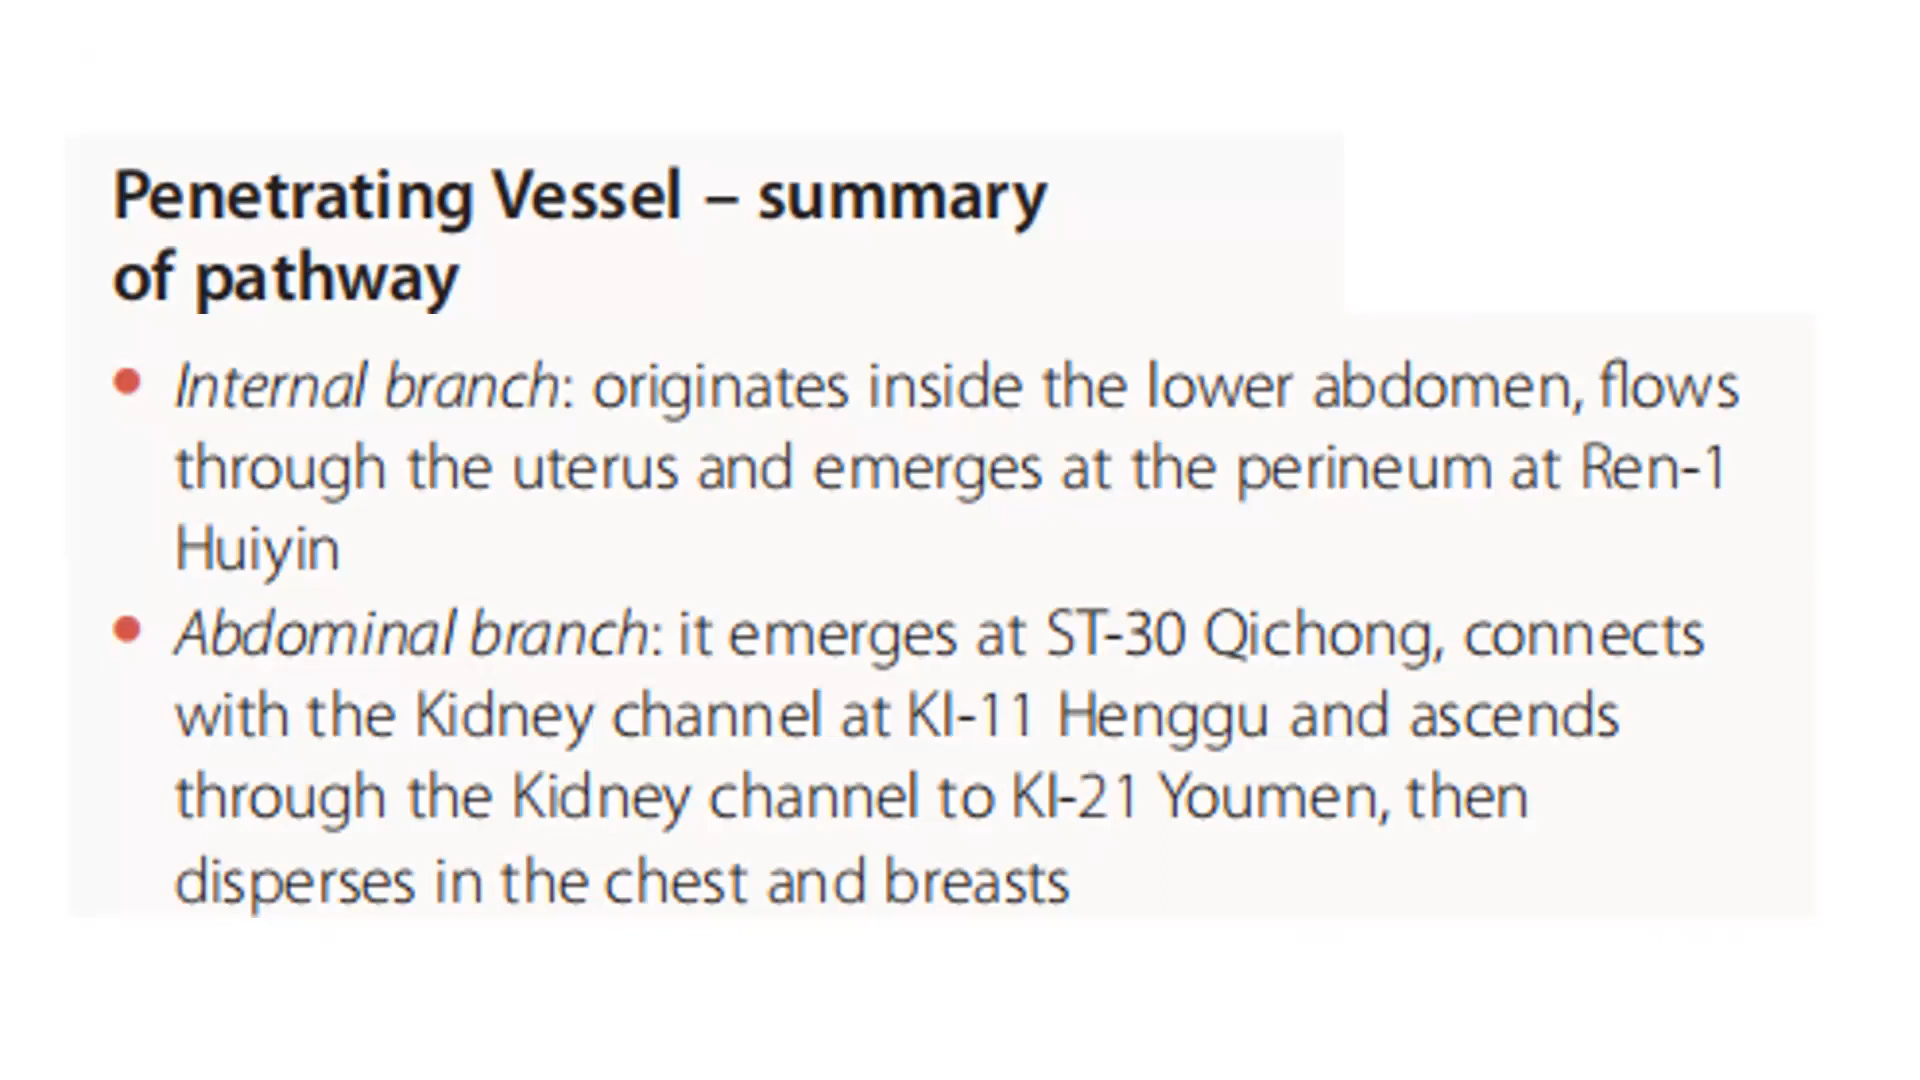 Penetrating Vessel – summary
of pathway
• Internal branch: originates inside the lower abdomen, flows
through the uterus and emerges at the perineum at Ren-1
Huiyin
• Abdominal branch: it emerges at ST-30 Qichong, connects
with the Kidney channel at KI-11 Henggu and ascends
through the Kidney channel to KI-21 Youmen, then
disperses in the chest and breasts